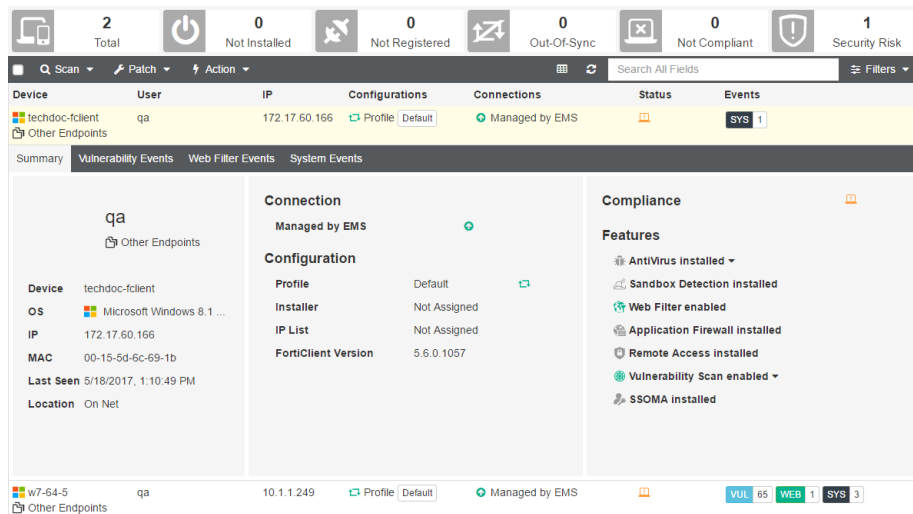 2 0 0 0 0 1
Total Not Installed Not Registered Out-Of-Sync Not Compliant Security Risk
Scan Patch Action Search All Fields Filters
Device User IP Configurations Connections Status Events
techdoc-fclient qa 172.17.60.166 Profile Default Managed by EMS SYS 1
Other Endpoints
Summary Vulnerability Events Web Filter Events System Events
qa
Other Endpoints
Device techdoc-fclient
OS Microsoft Windows 8.1 ...
IP 172.17.60.166
MAC 00-15-5d-6c-69-1b
Last Seen 5/18/2017, 1:10:49 PM
Location On Net
Connection
Managed by EMS
Configuration
Profile Default
Installer Not Assigned
IP List Not Assigned
FortiClient Version 5.6.0.1057
Compliance
Features
AntiVirus installed
Sandbox Detection installed
Web Filter enabled
Application Firewall installed
Remote Access installed
Vulnerability Scan enabled
SSOMA installed
w7-64-5 qa 10.1.1.249 Profile Default Managed by EMS VUL 65 WEB 1 SYS 3
Other Endpoints